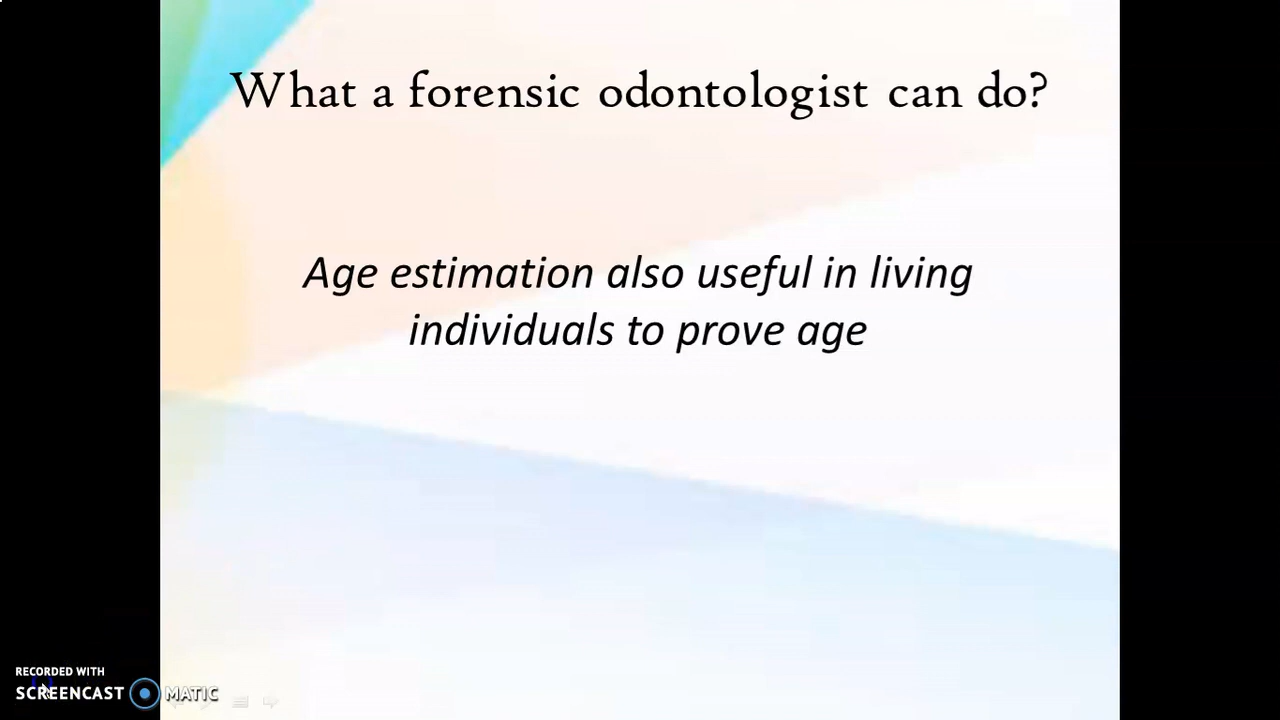 What a forensic odontologist can do?
Age estimation also useful in living
individuals to prove age
RECORDED WITH
SCREENCAST MATIC